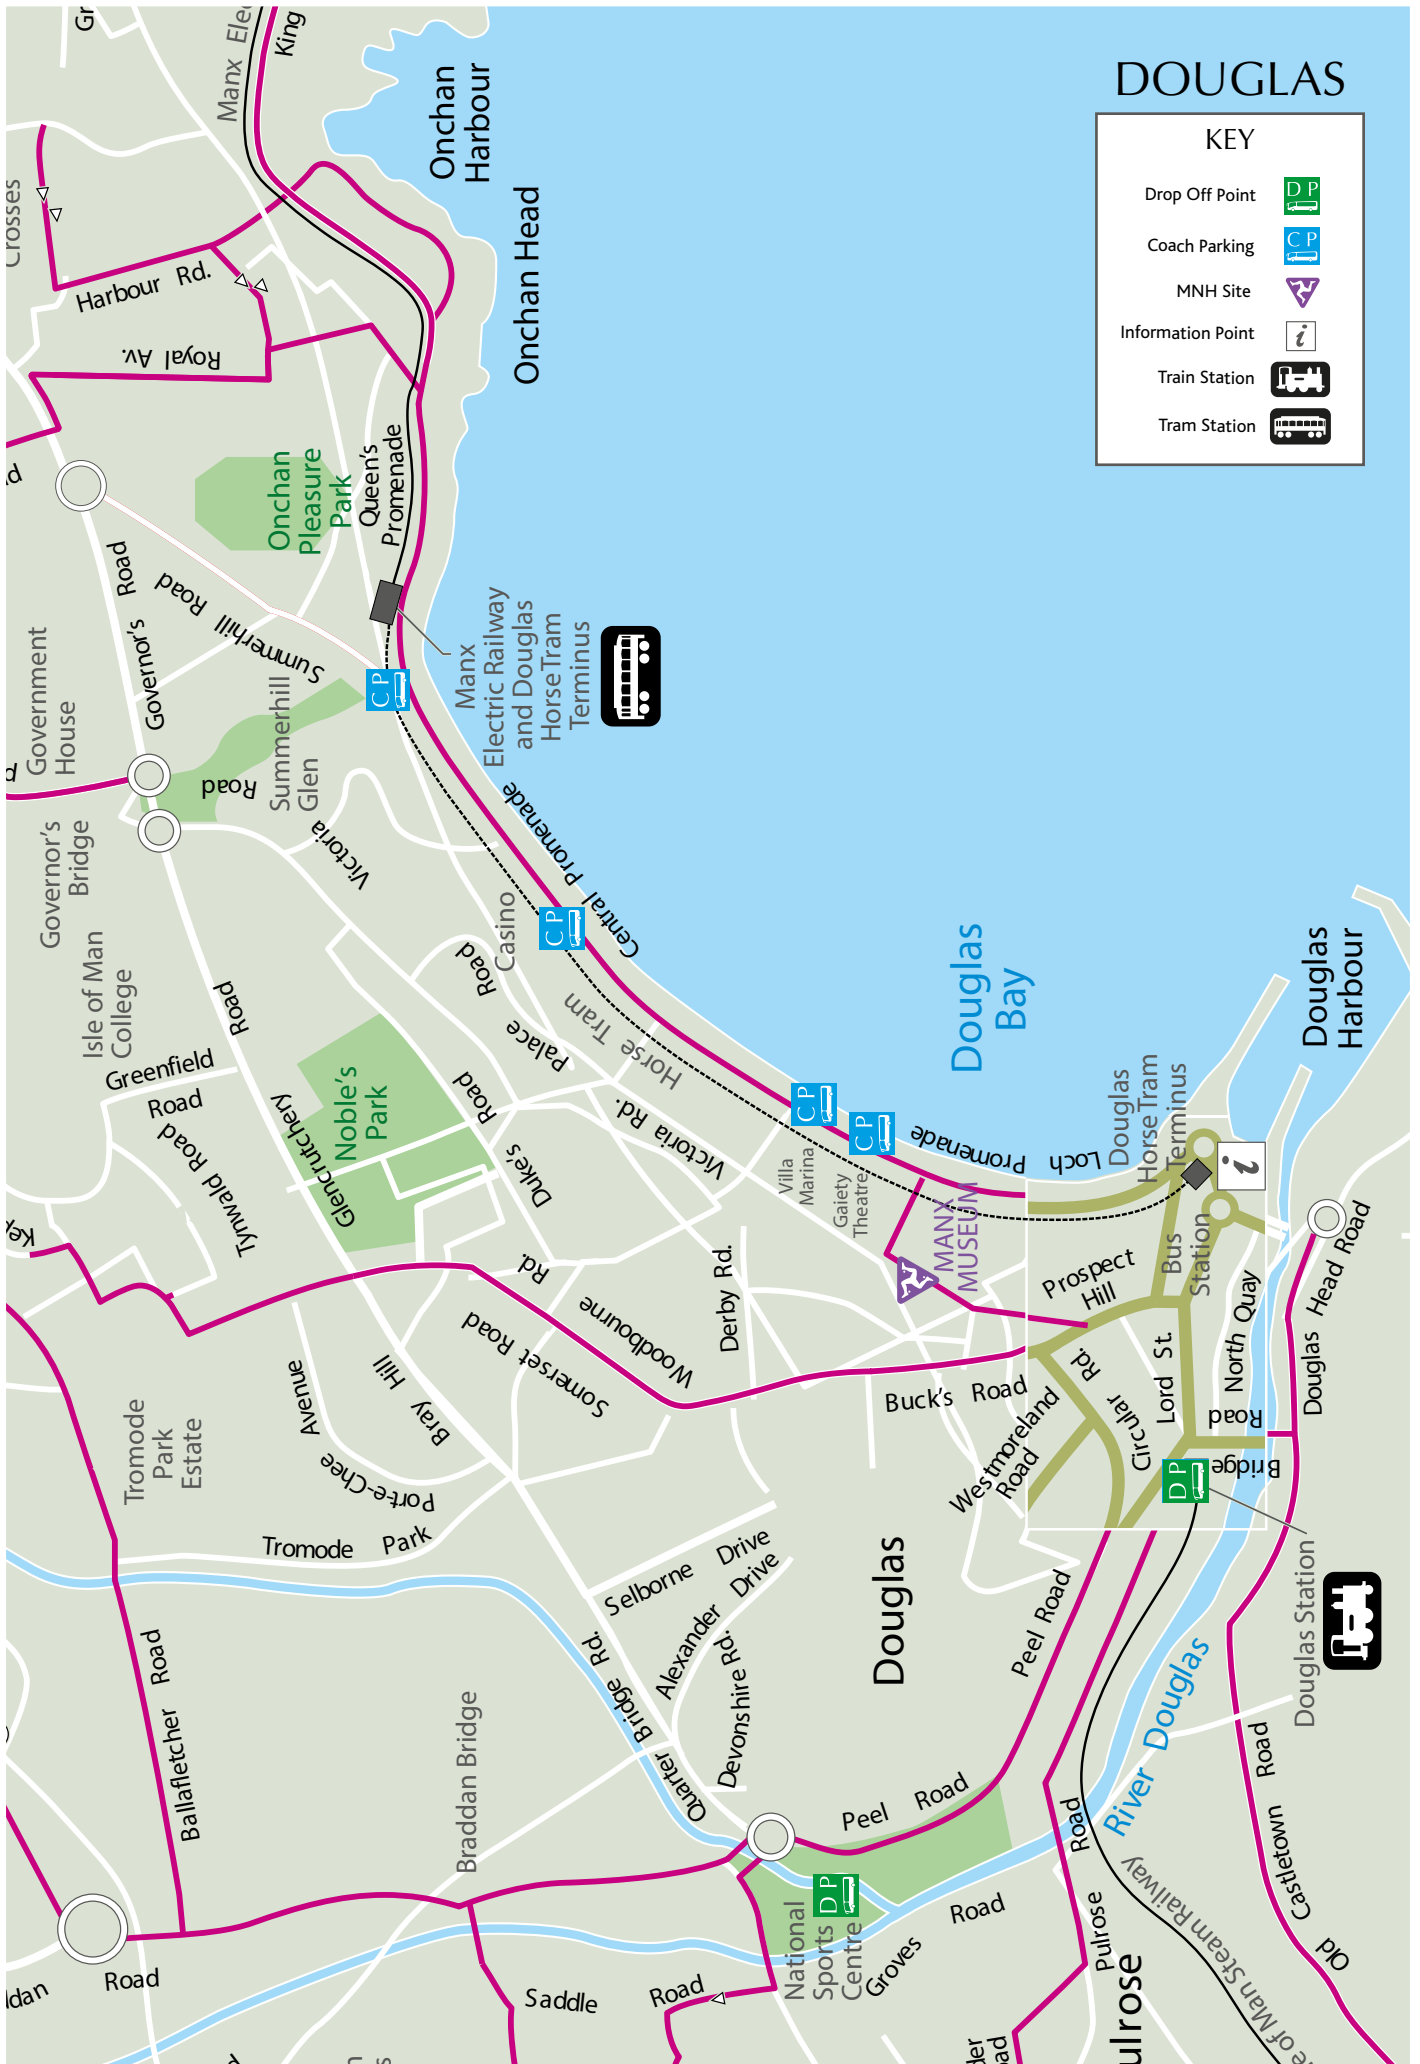 DOUGLAS
KEY
Drop Off Point
D P
Coach Parking
C P
MNH Site
Information Point
i
Train Station
Tram Station
Gr
Manx Elec
King
Onchan
Harbour
Onchan Head
Crosses
Harbour Rd.
Royal Av.
Onchan
Pleasure
Park
Queen's
Promenade
Governor's Road
Summerhill Road
Government
House
Summerhill
Glen
C P
Manx
Electric Railway
and Douglas
Horse Tram
Terminus
Governor's
Bridge
Victoria Road
Isle of Man
College
Central Promenade
Casino
C P
Palace Road
Horse Tram
Greenfield
Road
Tynwald Road
Glencrutchery Road
Noble's
Park
Duke's Road
Victoria Rd.
C P
C P
Villa
Marina
Gaiety
Theatre
Loch Promenade
Douglas
Bay
Douglas
Harbour
Douglas
Horse Tram
Terminus
i
MANX
MUSEUM
Bus
Station
Prospect
Hill
North Quay
Douglas Head Road
Lord St.
Circular Rd.
Bridge Road
Westmoreland
Road
Buck's Road
Derby Rd.
Woodbourne Rd.
Somerset Road
Bray Hill
Port-e-Chee Avenue
Tromode
Park
Estate
Tromode Park
D P
Douglas Station
Selborne Drive
Alexander Drive
Devonshire Rd.
Douglas
Quarter Bridge Rd.
Peel Road
Peel Road
River Douglas
Ballafletcher Road
Braddan Bridge
D P
National
Sports
Centre
Groves Road
Pulrose Road
Isle of Man Steam Railway
Old Castletown Road
Saddle Road
Road
ddan
ulrose